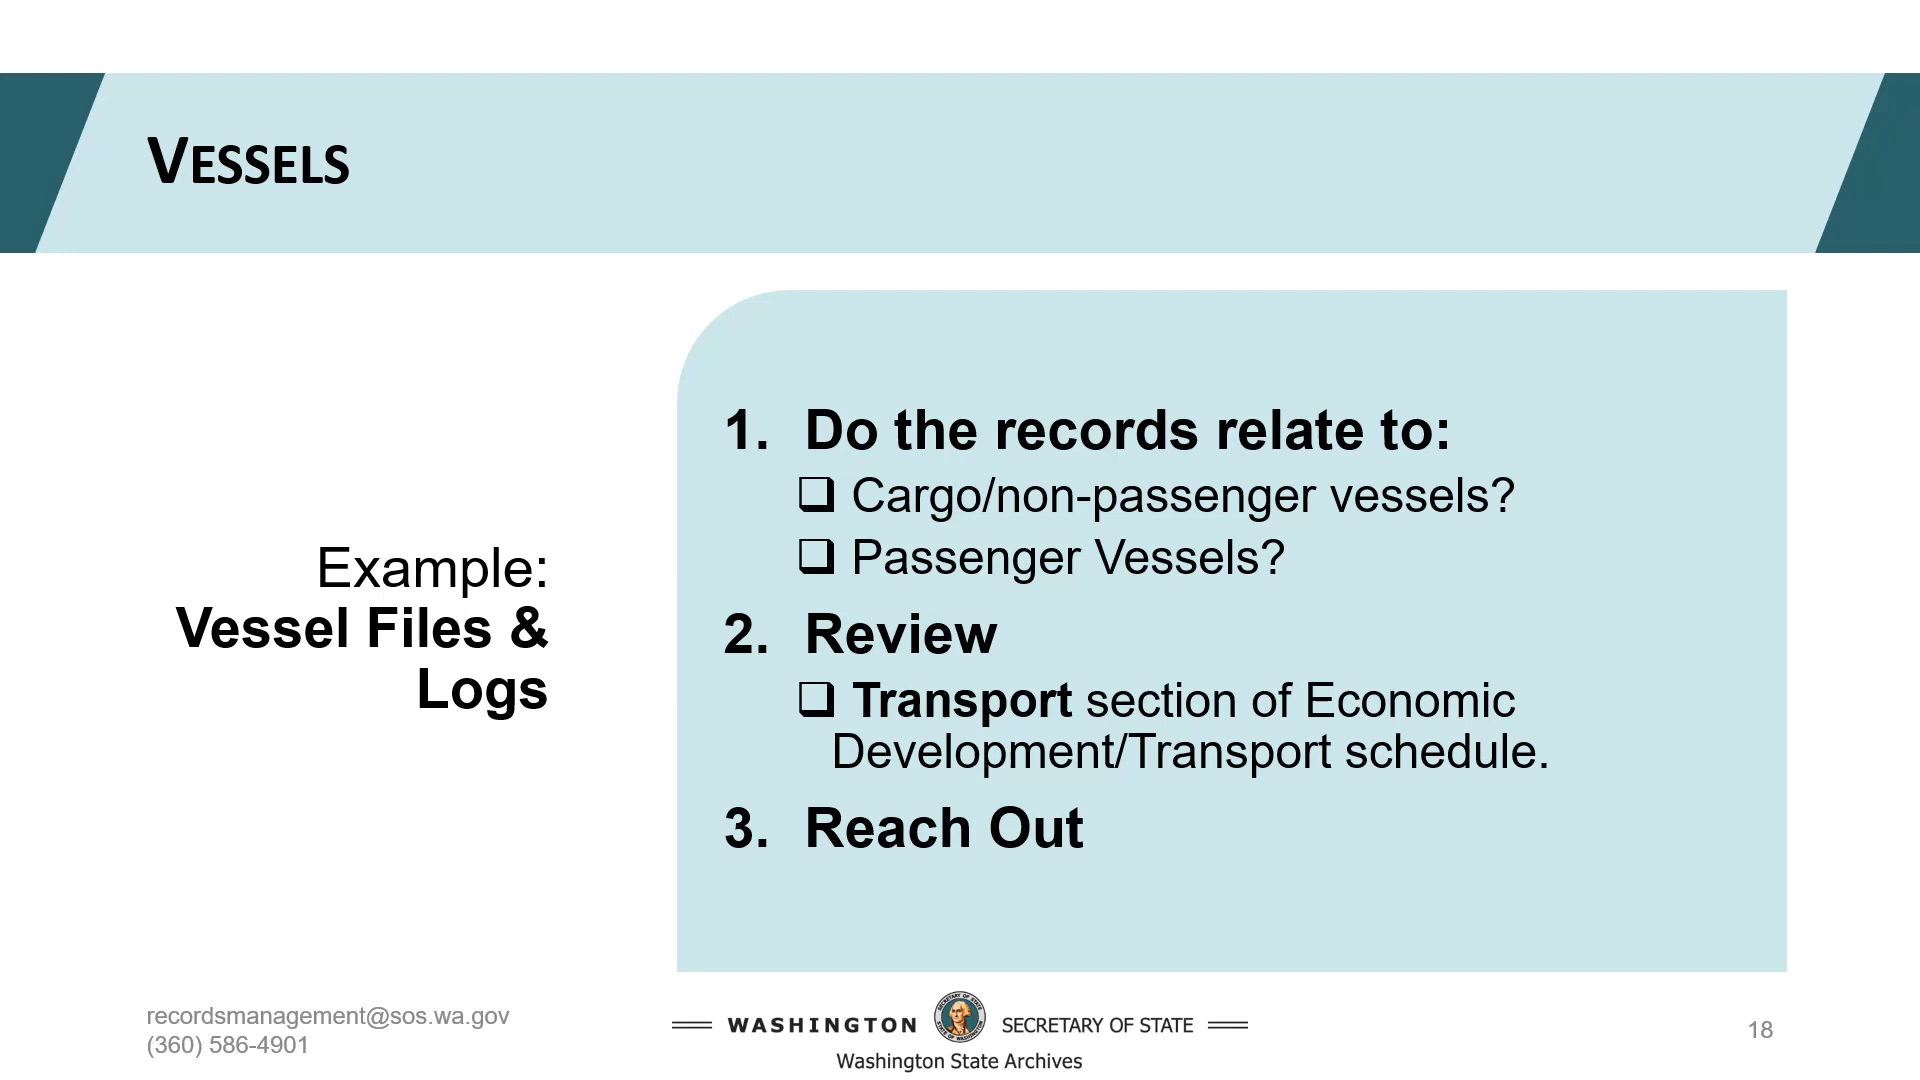 VESSELS
Example:
Vessel Files &
Logs
1. Do the records relate to:
❑ Cargo/non-passenger vessels?
❑ Passenger Vessels?
2. Review
❑ Transport section of Economic
Development/Transport schedule.
3. Reach Out
recordsmanagement@sos.wa.gov
(360) 586-4901
WASHINGTON SECRETARY OF STATE
Washington State Archives
18